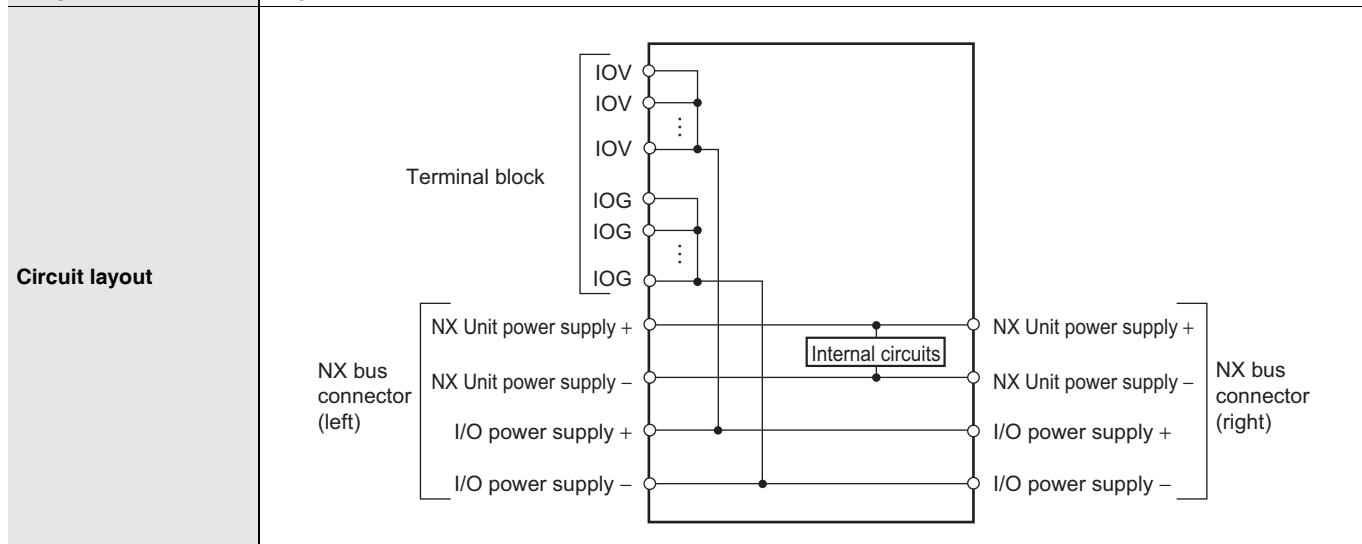 IOV
IOV
⋮
IOV
Terminal block
IOG
IOG
⋮
IOG
Circuit layout
NX bus
connector
(left)
NX Unit power supply +
NX Unit power supply −
I/O power supply +
I/O power supply −
Internal circuits
NX Unit power supply +
NX Unit power supply −
I/O power supply +
I/O power supply −
NX bus
connector
(right)